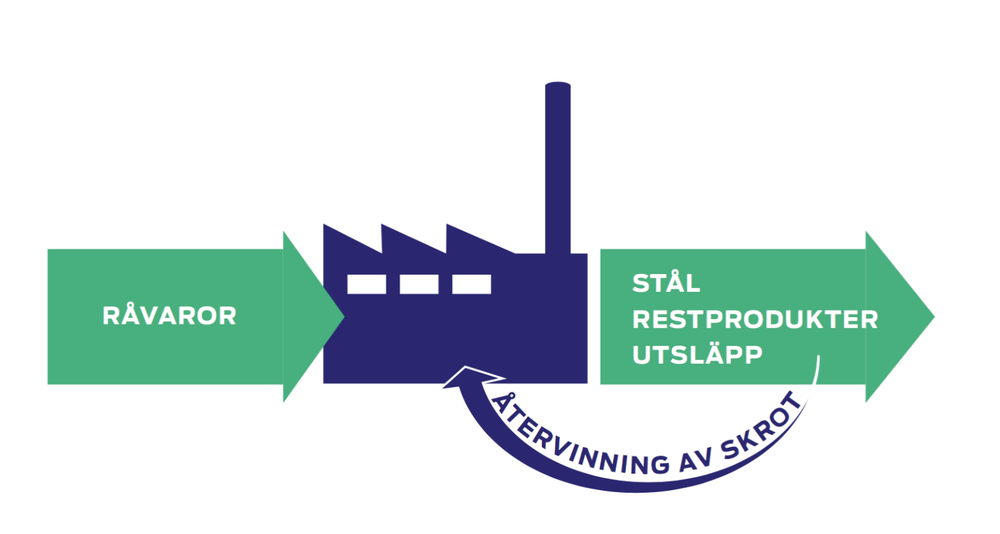 RÅVAROR
STÅL
RESTPRODUKTER
UTSLÄPP
ÅTERVINNING AV SKROT